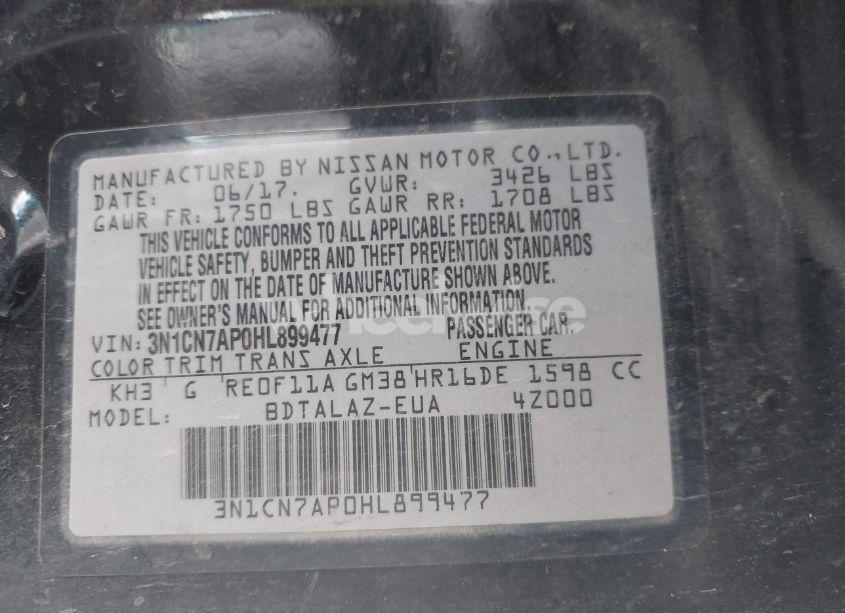 MANUFACTURED BY NISSAN MOTOR CO.,LTD.
DATE: 06/17. GVWR: 3426 LBS
GAWR FR: 1750 LBS GAWR RR: 1708 LBS
THIS VEHICLE CONFORMS TO ALL APPLICABLE FEDERAL MOTOR
VEHICLE SAFETY, BUMPER AND THEFT PREVENTION STANDARDS
IN EFFECT ON THE DATE OF MANUFACTURE SHOWN ABOVE.
SEE OWNER'S MANUAL FOR ADDITIONAL INFORMATION.
VIN: 3N1CN7AP0HL899477 PASSENGER CAR.
COLOR TRIM TRANS AXLE ENGINE
KH3 G RE0F11A GM38 HR16DE 1598 CC
MODEL: BDTALAZ-EUA 4Z000
3N1CN7AP0HL899477